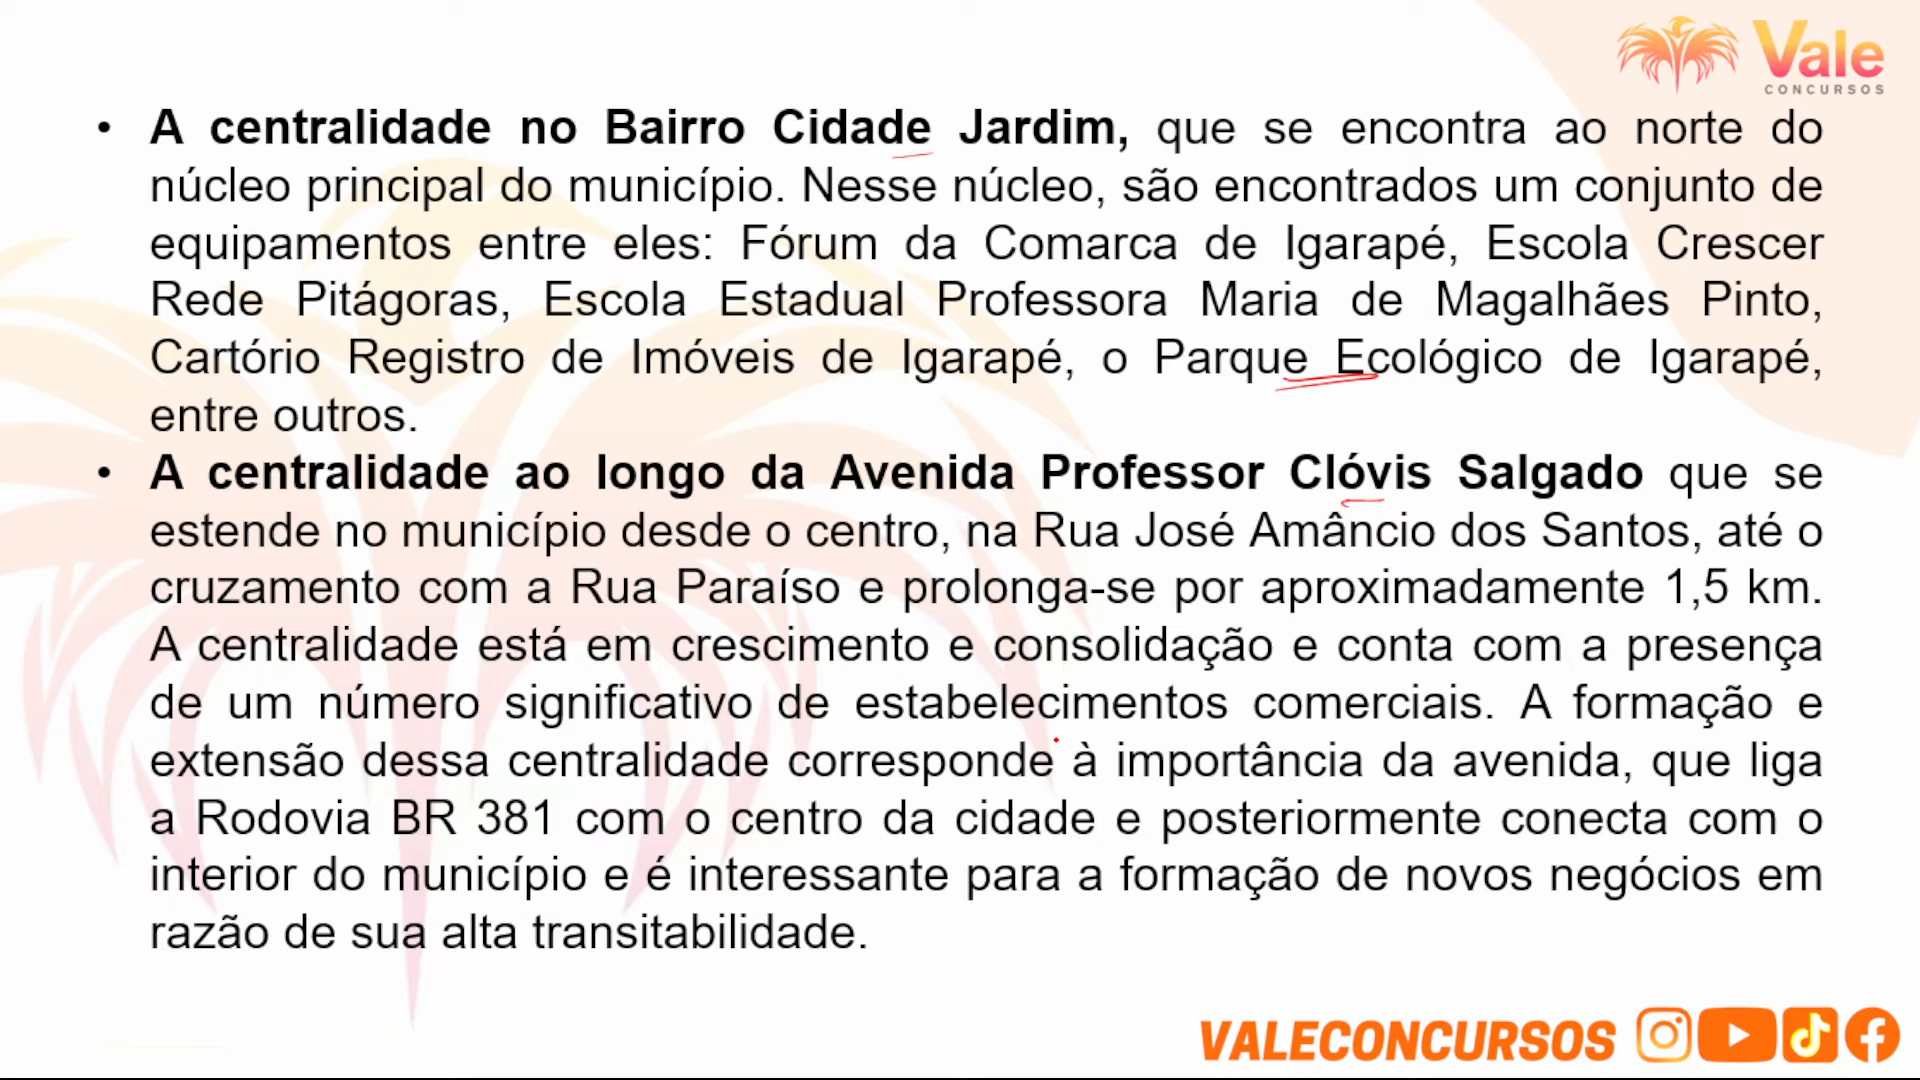 Vale
CONCURSOS
• A centralidade no Bairro Cidade Jardim, que se encontra ao norte do
núcleo principal do município. Nesse núcleo, são encontrados um conjunto de
equipamentos entre eles: Fórum da Comarca de Igarapé, Escola Crescer
Rede Pitágoras, Escola Estadual Professora Maria de Magalhães Pinto,
Cartório Registro de Imóveis de Igarapé, o Parque Ecológico de Igarapé,
entre outros.
• A centralidade ao longo da Avenida Professor Clóvis Salgado que se
estende no município desde o centro, na Rua José Amâncio dos Santos, até o
cruzamento com a Rua Paraíso e prolonga-se por aproximadamente 1,5 km.
A centralidade está em crescimento e consolidação e conta com a presença
de um número significativo de estabelecimentos comerciais. A formação e
extensão dessa centralidade corresponde à importância da avenida, que liga
a Rodovia BR 381 com o centro da cidade e posteriormente conecta com o
interior do município e é interessante para a formação de novos negócios em
razão de sua alta transitabilidade.
VALECONCURSOS